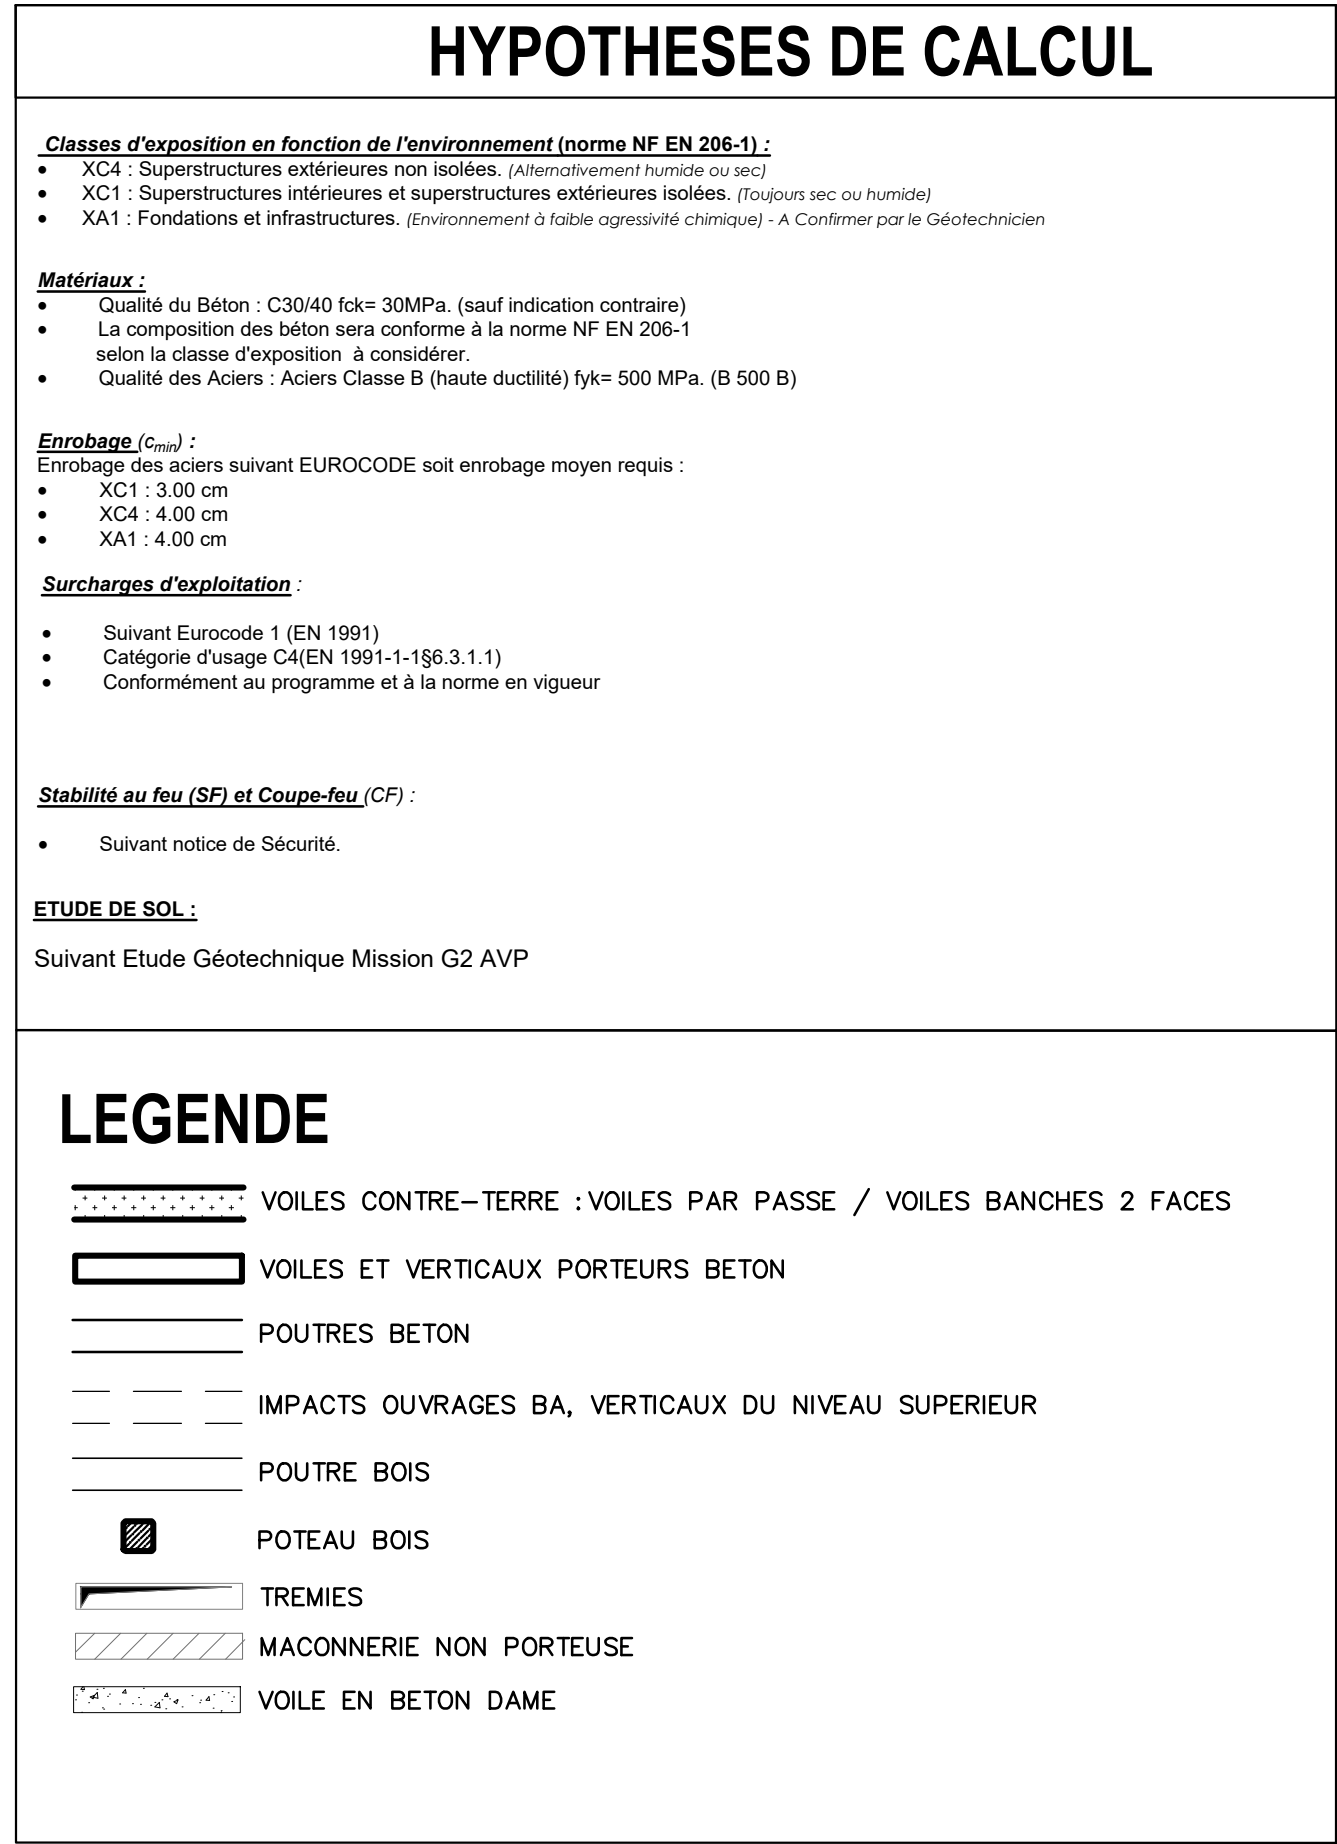 HYPOTHESES DE CALCUL
Classes d'exposition en fonction de l'environnement (norme NF EN 206-1) :
• XC4 : Superstructures extérieures non isolées. (Alternativement humide ou sec)
• XC1 : Superstructures intérieures et superstructures extérieures isolées. (Toujours sec ou humide)
• XA1 : Fondations et infrastructures. (Environnement à faible agressivité chimique) - A Confirmer par le Géotechnicien
Matériaux :
• Qualité du Béton : C30/40 fck= 30MPa. (sauf indication contraire)
• La composition des béton sera conforme à la norme NF EN 206-1
selon la classe d'exposition à considérer.
• Qualité des Aciers : Aciers Classe B (haute ductilité) fyk= 500 MPa. (B 500 B)
Enrobage (cmin) :
Enrobage des aciers suivant EUROCODE soit enrobage moyen requis :
• XC1 : 3.00 cm
• XC4 : 4.00 cm
• XA1 : 4.00 cm
Surcharges d'exploitation :
• Suivant Eurocode 1 (EN 1991)
• Catégorie d'usage C4(EN 1991-1-1§6.3.1.1)
• Conformément au programme et à la norme en vigueur
Stabilité au feu (SF) et Coupe-feu (CF) :
• Suivant notice de Sécurité.
ETUDE DE SOL :
Suivant Etude Géotechnique Mission G2 AVP
LEGENDE
VOILES CONTRE-TERRE : VOILES PAR PASSE / VOILES BANCHES 2 FACES
VOILES ET VERTICAUX PORTEURS BETON
POUTRES BETON
IMPACTS OUVRAGES BA, VERTICAUX DU NIVEAU SUPERIEUR
POUTRE BOIS
POTEAU BOIS
TREMIES
MACONNERIE NON PORTEUSE
VOILE EN BETON DAME